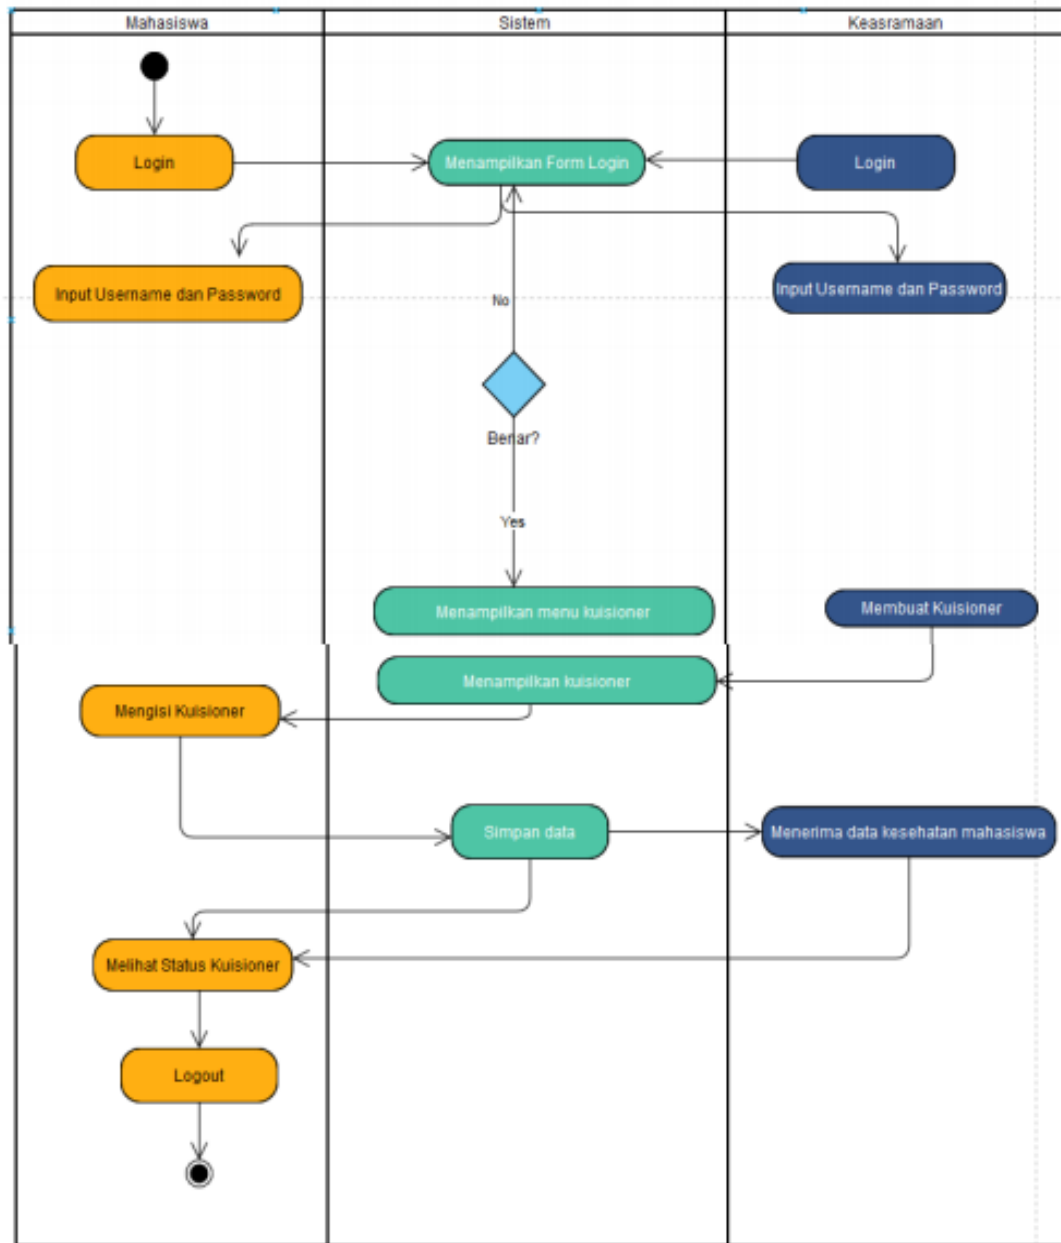 Mahasiswa
Sistem
Keasramaan
Login
Menampilkan Form Login
Login
Input Username dan Password
Input Username dan Password
No
Benar?
Yes
Menampilkan menu kuisioner
Membuat Kuisioner
Menampilkan kuisioner
Mengisi Kuisioner
Simpan data
Menerima data kesehatan mahasiswa
Melihat Status Kuisioner
Logout